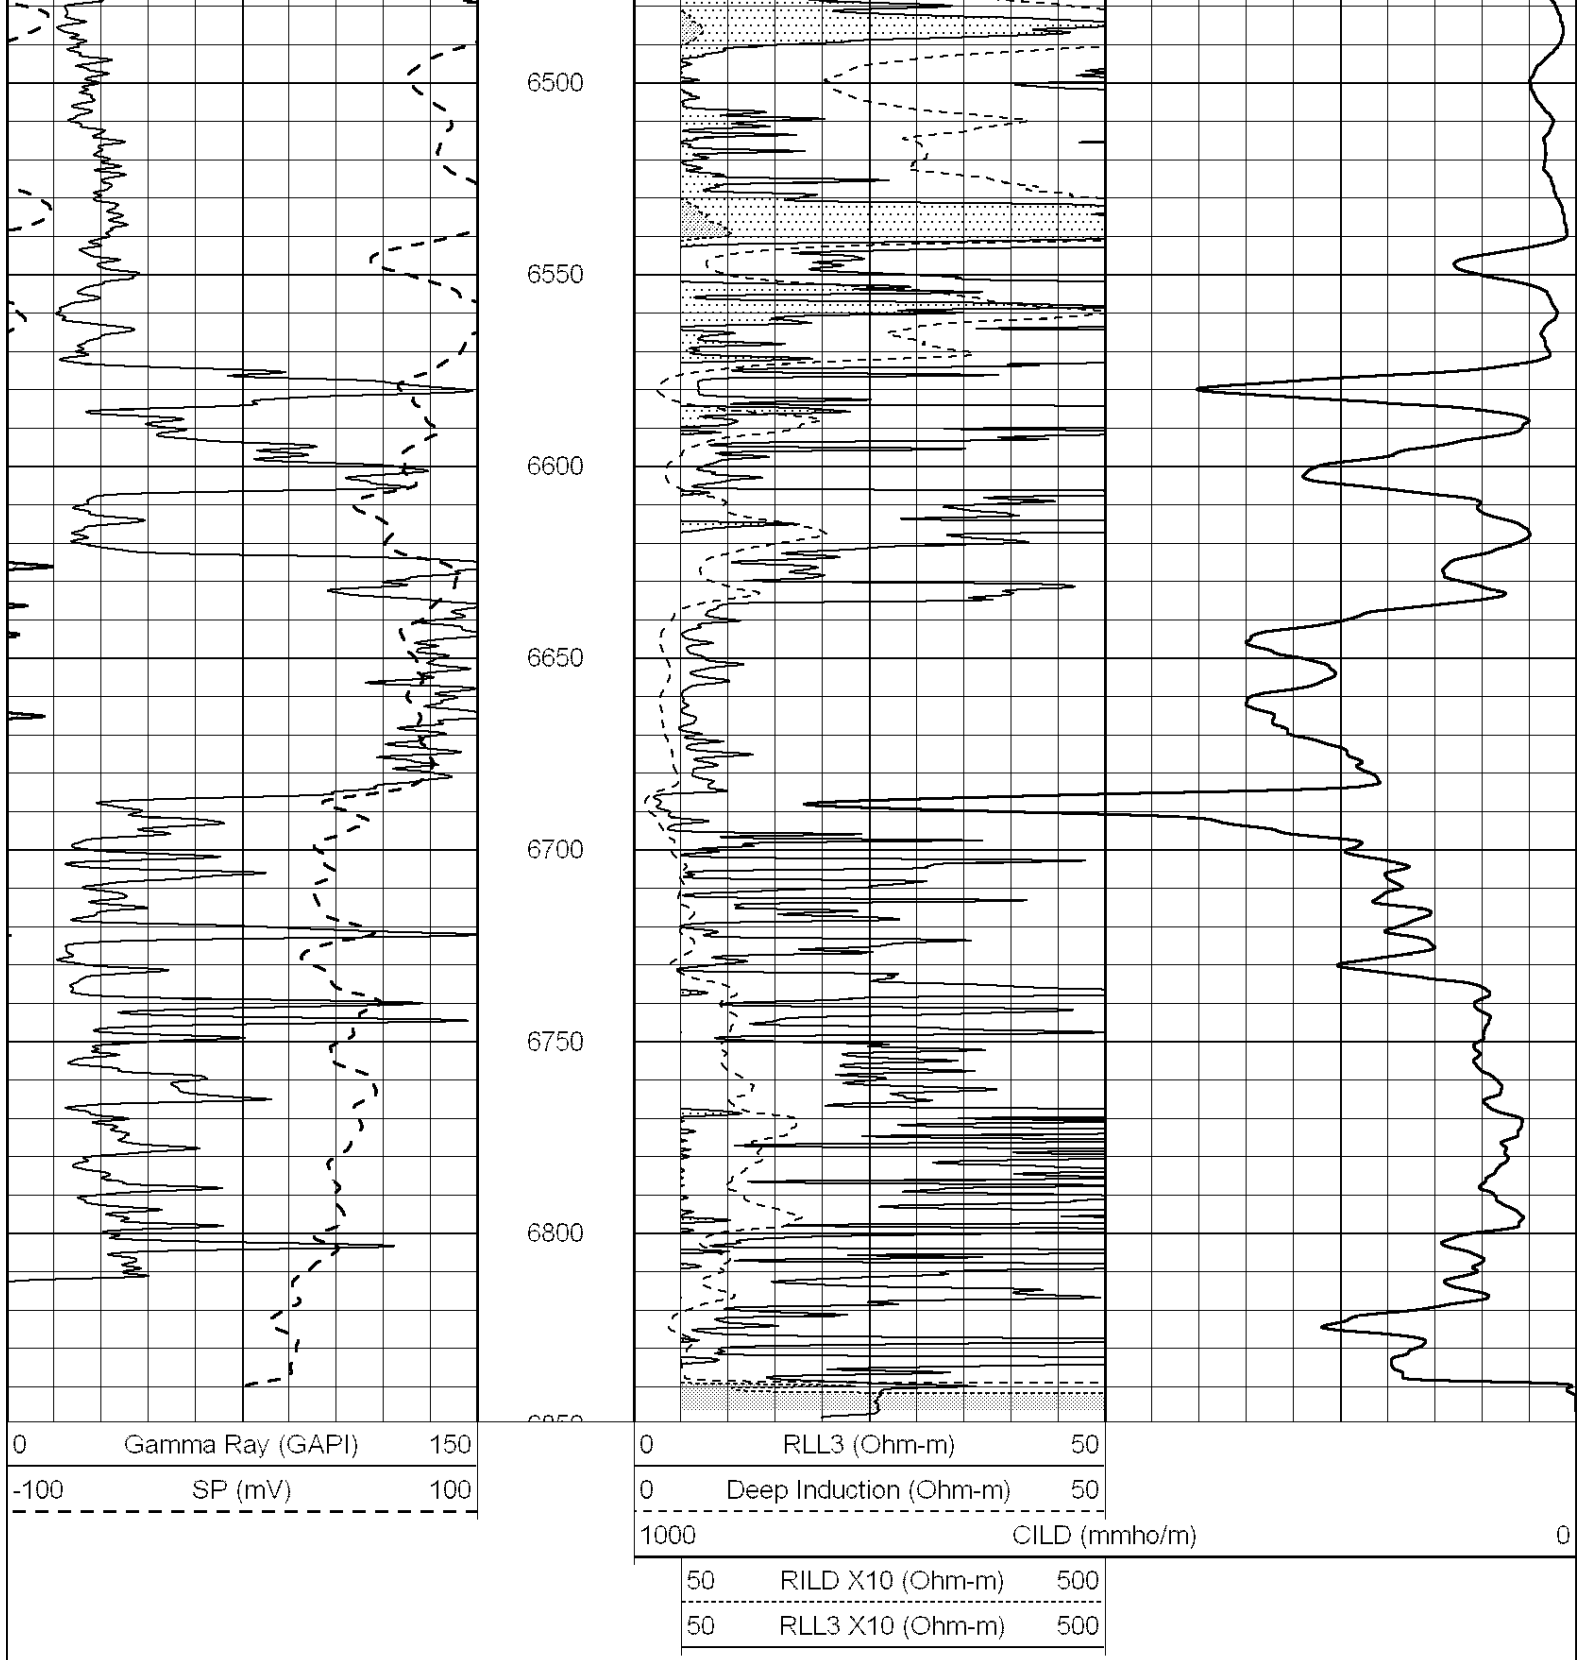 6500
6550
6600
6650
6700
6750
6800
0 Gamma Ray (GAPI) 150
-100 SP (mV) 100
0 RLL3 (Ohm-m) 50
0 Deep Induction (Ohm-m) 50
1000 CILD (mmho/m) 0
50 RILD X10 (Ohm-m) 500
50 RLL3 X10 (Ohm-m) 500